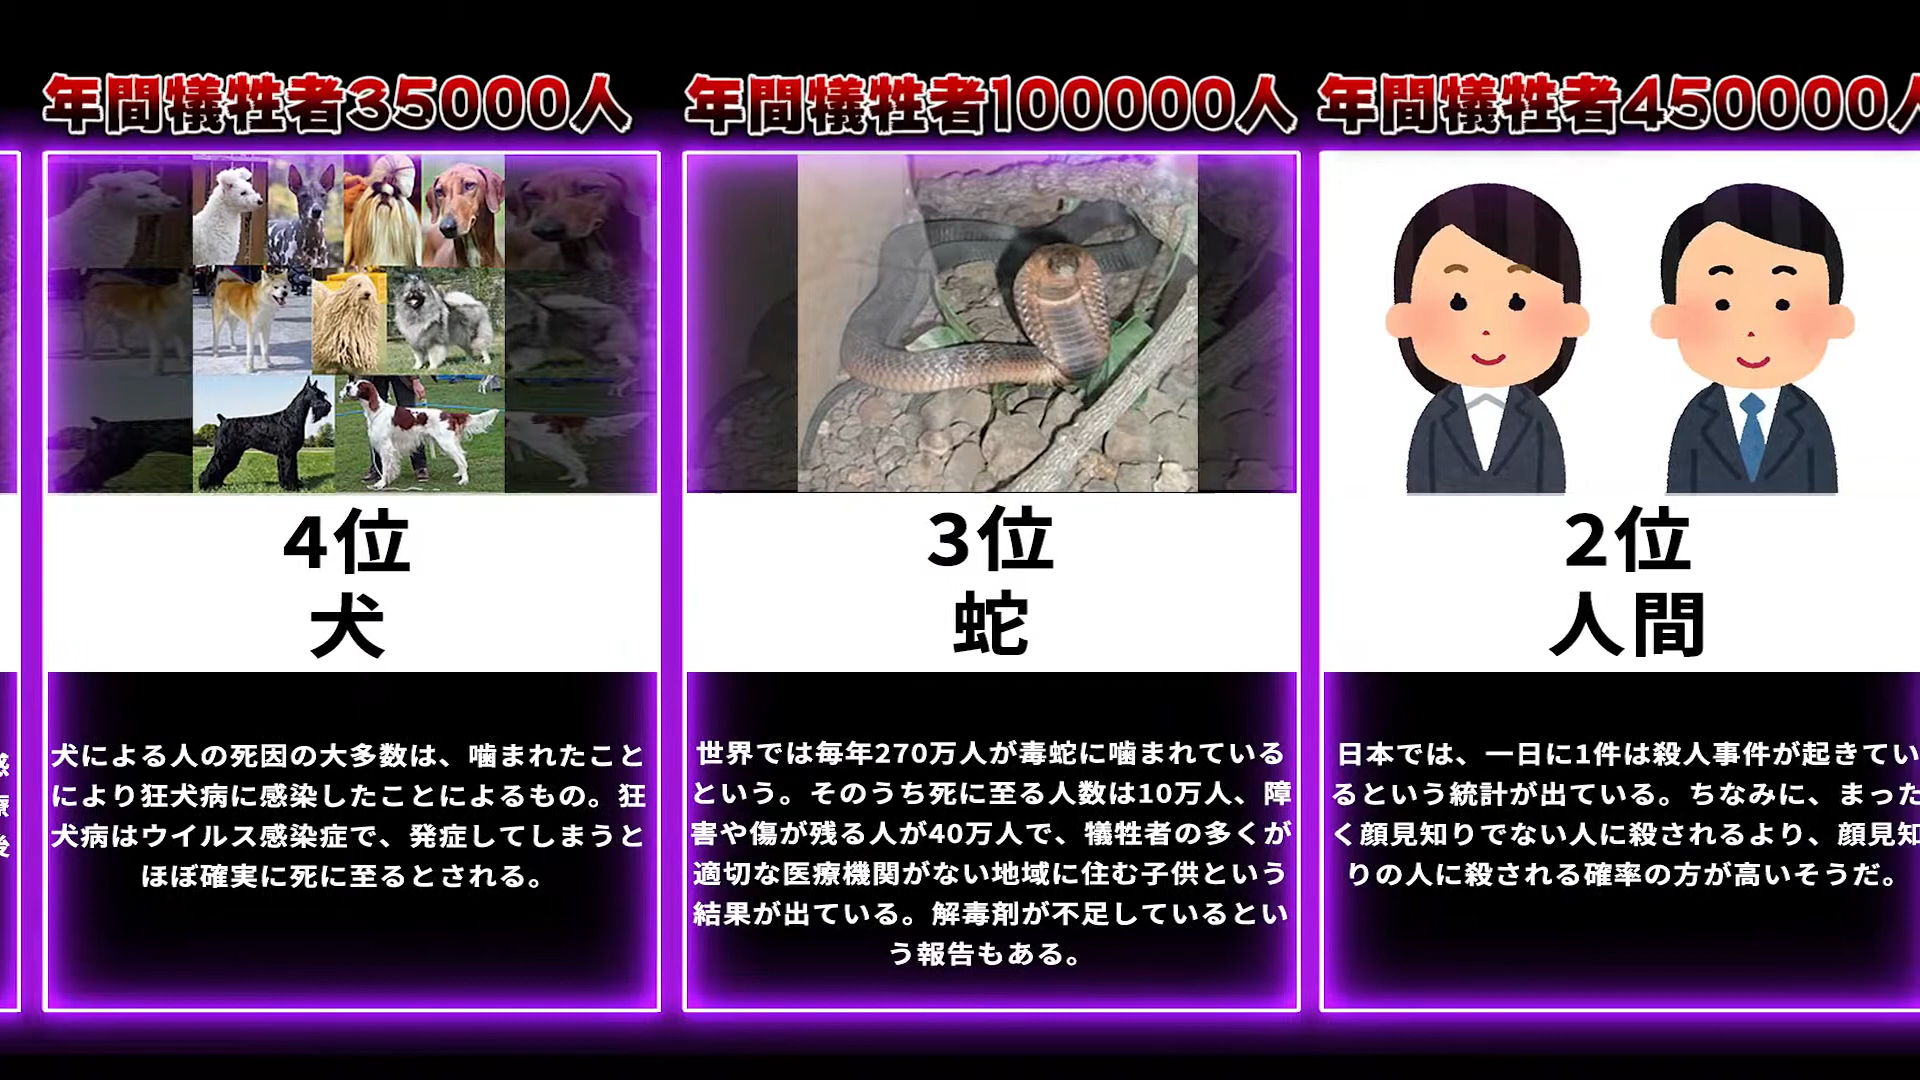 年間犠牲者35000人
4位
犬
犬による人の死因の大多数は、噛まれたこと
により狂犬病に感染したことによるもの。狂
犬病はウイルス感染症で、発症してしまうと
ほぼ確実に死に至るとされる。
年間犠牲者100000人
3位
蛇
世界では毎年270万人が毒蛇に噛まれている
という。そのうち死に至る人数は10万人、障
害や傷が残る人が40万人で、犠牲者の多くが
適切な医療機関がない地域に住む子供という
結果が出ている。解毒剤が不足しているとい
う報告もある。
年間犠牲者450000人
2位
人間
日本では、一日に1件は殺人事件が起きてい
るという統計が出ている。ちなみに、まった
く顔見知りでない人に殺されるより、顔見知
りの人に殺される確率の方が高いそうだ。